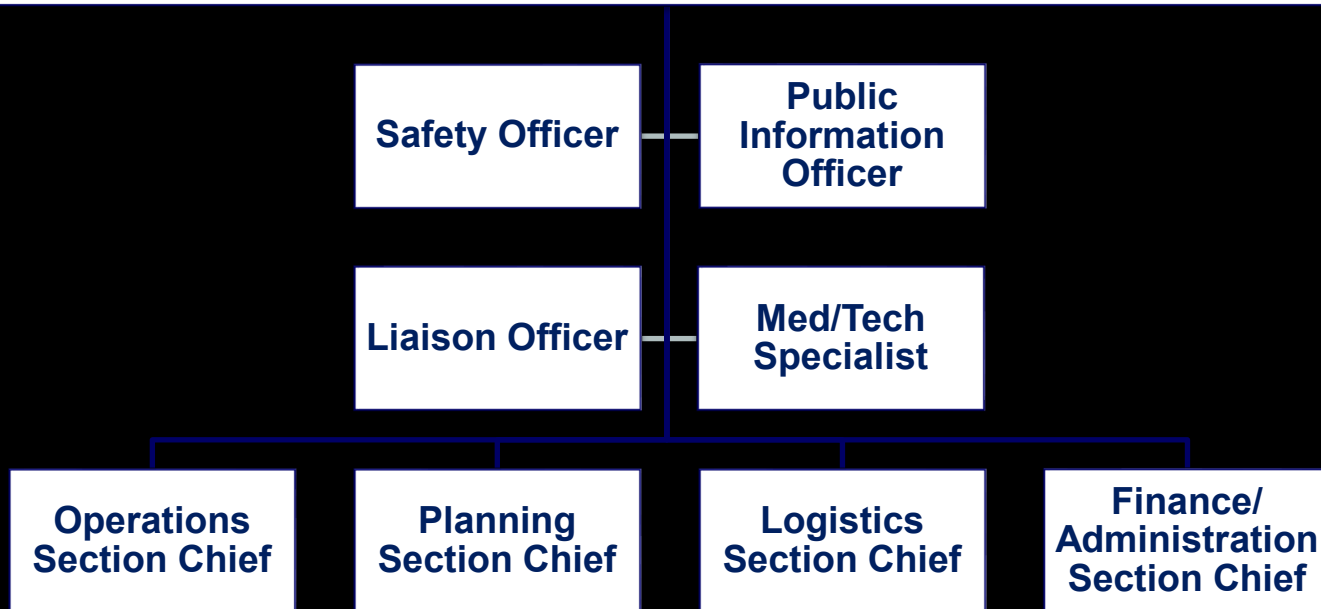 Safety Officer
Public
Information
Officer
Liaison Officer
Med/Tech
Specialist
Operations
Section Chief
Planning
Section Chief
Logistics
Section Chief
Finance/
Administration
Section Chief